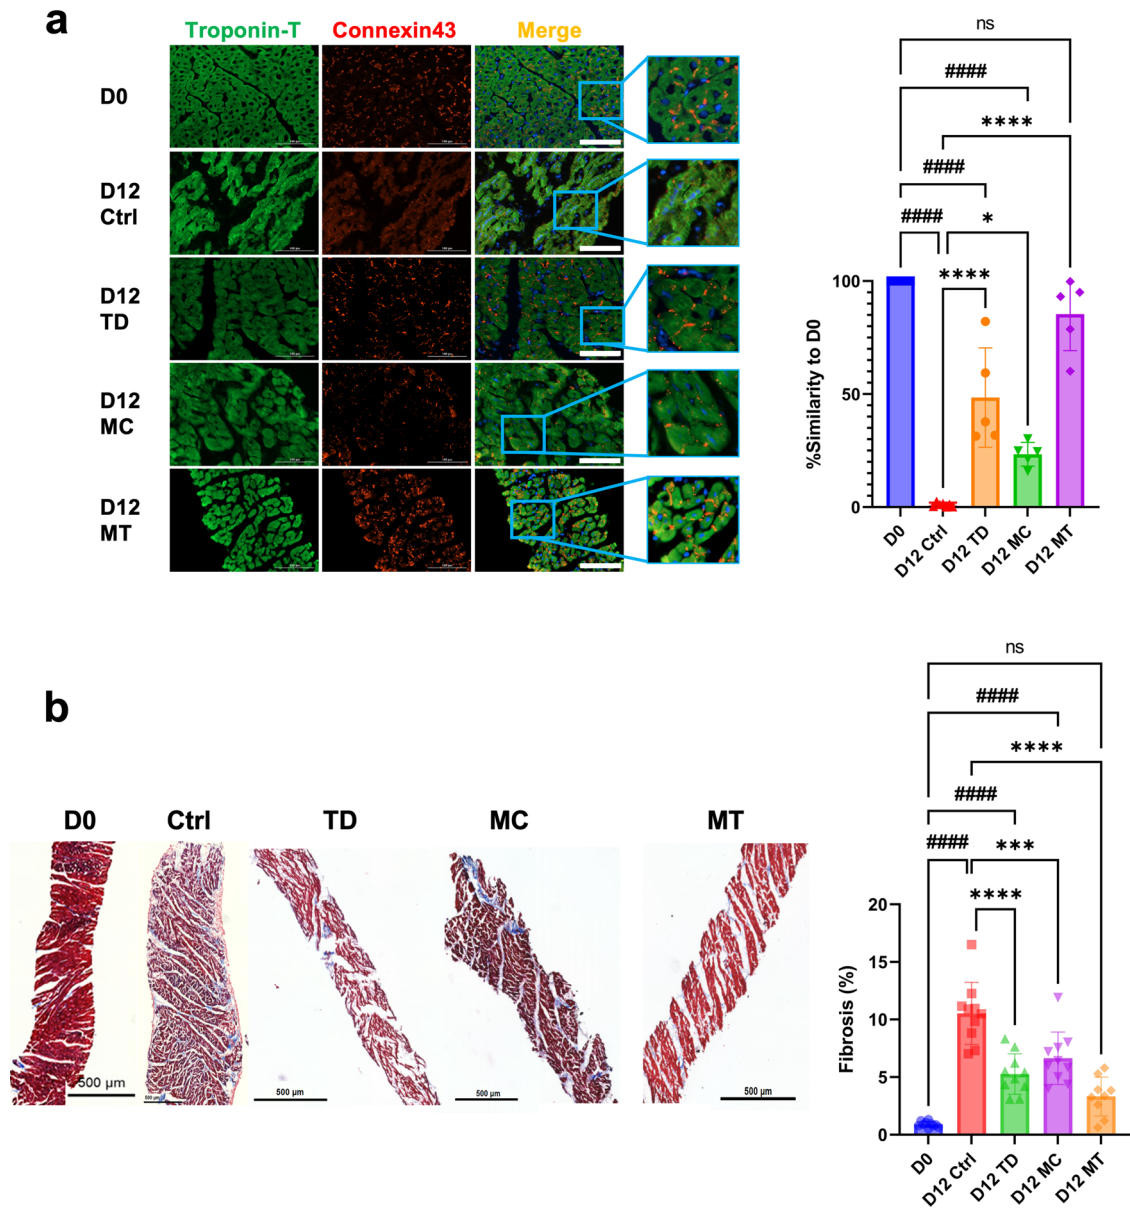 a
Troponin-T Connexin43 Merge
D0
D12
Ctrl
D12
TD
D12
MC
D12
MT
ns
####
****
####
#### *
****
%Similarity to D0
100
50
0
D0 D12 Ctrl D12 TD D12 MC D12 MT
b
D0 Ctrl TD MC MT
500 µm 500 µm 500 µm 500 µm 500 µm
ns
####
****
####
#### ***
****
Fibrosis (%)
20
15
10
5
0
D0 D12 Ctrl D12 TD D12 MC D12 MT